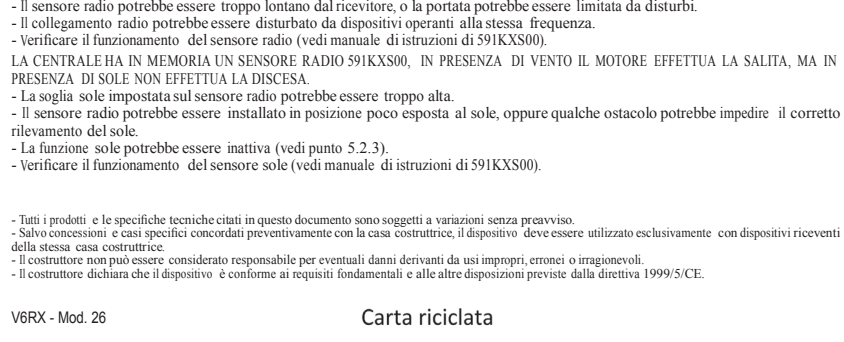 - Il sensore radio potrebbe essere troppo lontano dal ricevitore, o la portata potrebbe essere limitata da disturbi.
- Il collegamento radio potrebbe essere disturbato da dispositivi operanti alla stessa frequenza.
- Verificare il funzionamento del sensore radio (vedi manuale di istruzioni di 591KXS00).
LA CENTRALE HA IN MEMORIA UN SENSORE RADIO 591KXS00, IN PRESENZA DI VENTO IL MOTORE EFFETTUA LA SALITA, MA IN
PRESENZA DI SOLE NON EFFETTUA LA DISCESA.
- La soglia sole impostata sul sensore radio potrebbe essere troppo alta.
- Il sensore radio potrebbe essere installato in posizione poco esposta al sole, oppure qualche ostacolo potrebbe impedire il corretto
rilevamento del sole.
- La funzione sole potrebbe essere inattiva (vedi punto 5.2.3).
- Verificare il funzionamento del sensore sole (vedi manuale di istruzioni di 591KXS00).
- Tutti i prodotti e le specifiche tecniche citati in questo documento sono soggetti a variazioni senza preavviso.
- Salvo concessioni e casi specifici concordati preventivamente con la casa costruttrice, il dispositivo deve essere utilizzato esclusivamente con dispositivi riceventi
della stessa casa costruttrice.
- Il costruttore non può essere considerato responsabile per eventuali danni derivanti da usi impropri, erronei o irragionevoli.
- Il costruttore dichiara che il dispositivo è conforme ai requisiti fondamentali e alle altre disposizioni previste dalla direttiva 1999/5/CE.
V6RX - Mod. 26
Carta riciclata